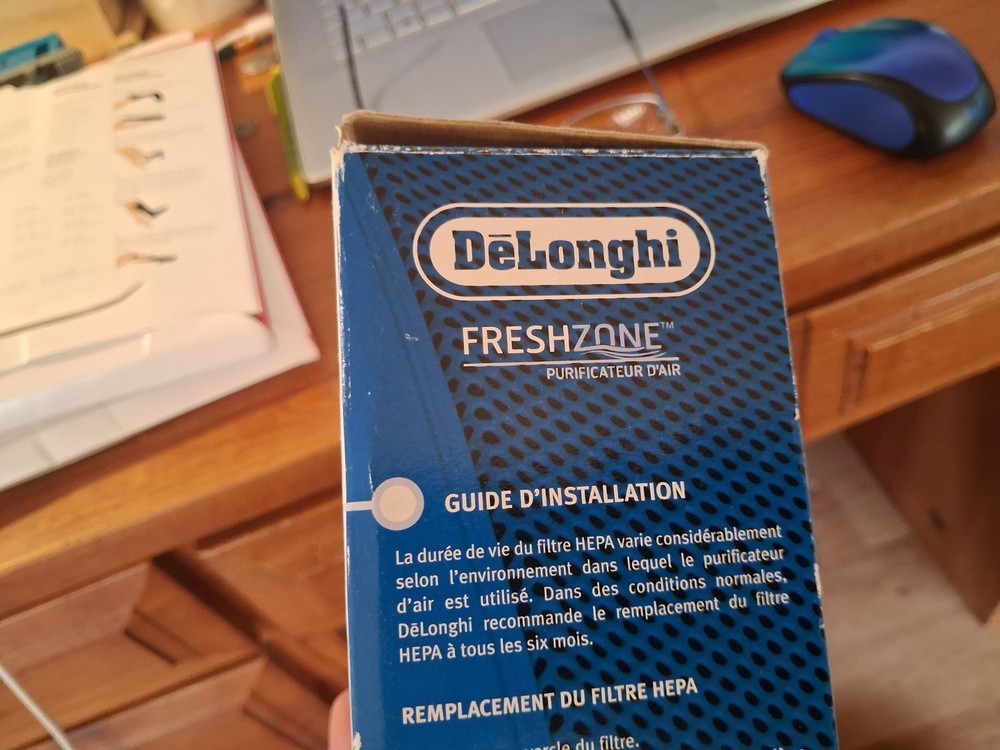 DēLonghi
FRESHZONE™
PURIFICATEUR D'AIR
GUIDE D'INSTALLATION
La durée de vie du filtre HEPA varie considérablement
selon l'environnement dans lequel le purificateur
d'air est utilisé. Dans des conditions normales,
DēLonghi recommande le remplacement du filtre
HEPA à tous les six mois.
REMPLACEMENT DU FILTRE HEPA
du filtre.